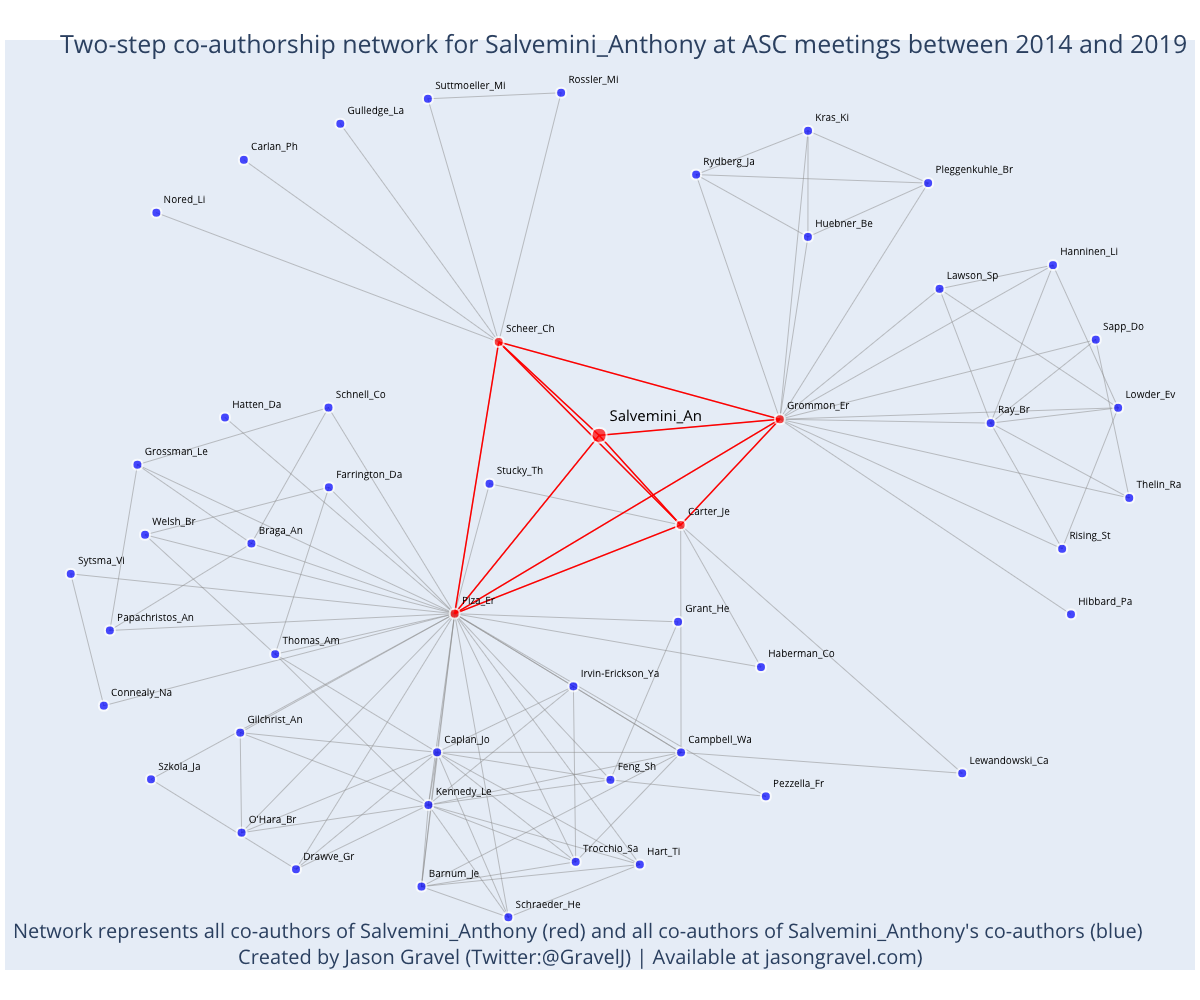 Two-step co-authorship network for Salvemini_Anthony at ASC meetings between 2014 and 2019
Suttmoeller_Mi
Rossler_Mi
Gulledge_La
Kras_Ki
Carlan_Ph
Rydberg_Ja
Pleggenkuhle_Br
Nored_Li
Huebner_Be
Hanninen_Li
Lawson_Sp
Scheer_Ch
Sapp_Do
Schnell_Co
Hatten_Da
Grommon_Er
Lowder_Ev
Salvemini_An
Ray_Br
Grossman_Le
Farrington_Da
Stucky_Th
Thelin_Ra
Welsh_Br
Braga_An
Carter_Je
Rising_St
Sytsma_Vi
Piza_Er
Hibbard_Pa
Papachristos_An
Grant_He
Thomas_Am
Haberman_Co
Irvin-Erickson_Ya
Connealy_Na
Gilchrist_An
Caplan_Jo
Campbell_Wa
Szkola_Ja
Feng_Sh
Lewandowski_Ca
Kennedy_Le
Pezzella_Fr
O'Hara_Br
Drawve_Gr
Trocchio_Sa
Hart_Ti
Barnum_Je
Schraeder_He
Network represents all co-authors of Salvemini_Anthony (red) and all co-authors of Salvemini_Anthony's co-authors (blue)
Created by Jason Gravel (Twitter:@GravelJ) | Available at jasongravel.com)